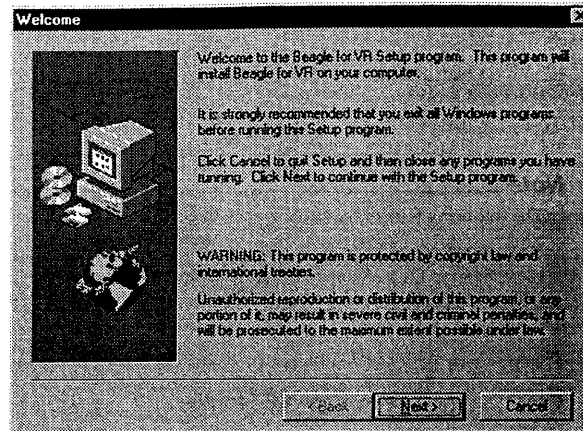 Welcome
Welcome to the Beagle for VR Setup program. This program will
install Beagle for VR on your computer.
It is strongly recommended that you exit all Windows programs
before running this Setup program.
Click Cancel to quit Setup and then close any programs you have
running. Click Next to continue with the Setup program.
WARNING: This program is protected by copyright law and
international treaties.
Unauthorized reproduction or distribution of this program, or any
portion of it, may result in severe civil and criminal penalties, and
will be prosecuted to the maximum extent possible under law.
< Back
Next >
Cancel